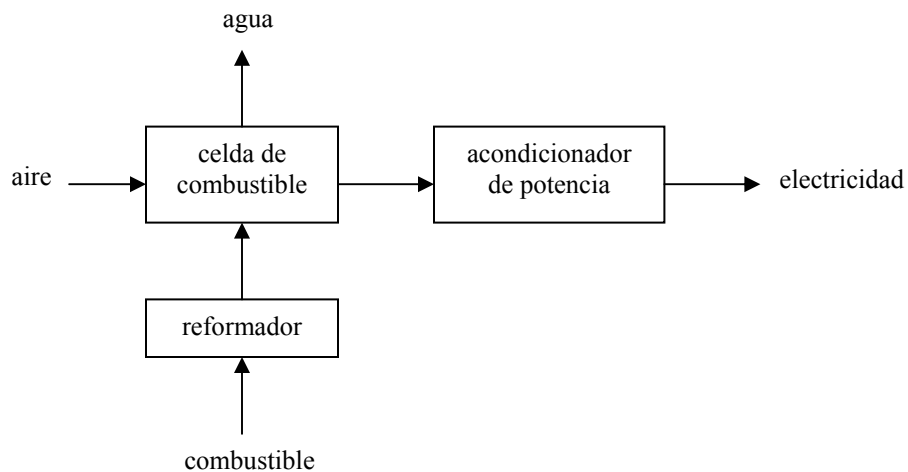 agua
aire
celda de
combustible
acondicionador
de potencia
electricidad
reformador
combustible